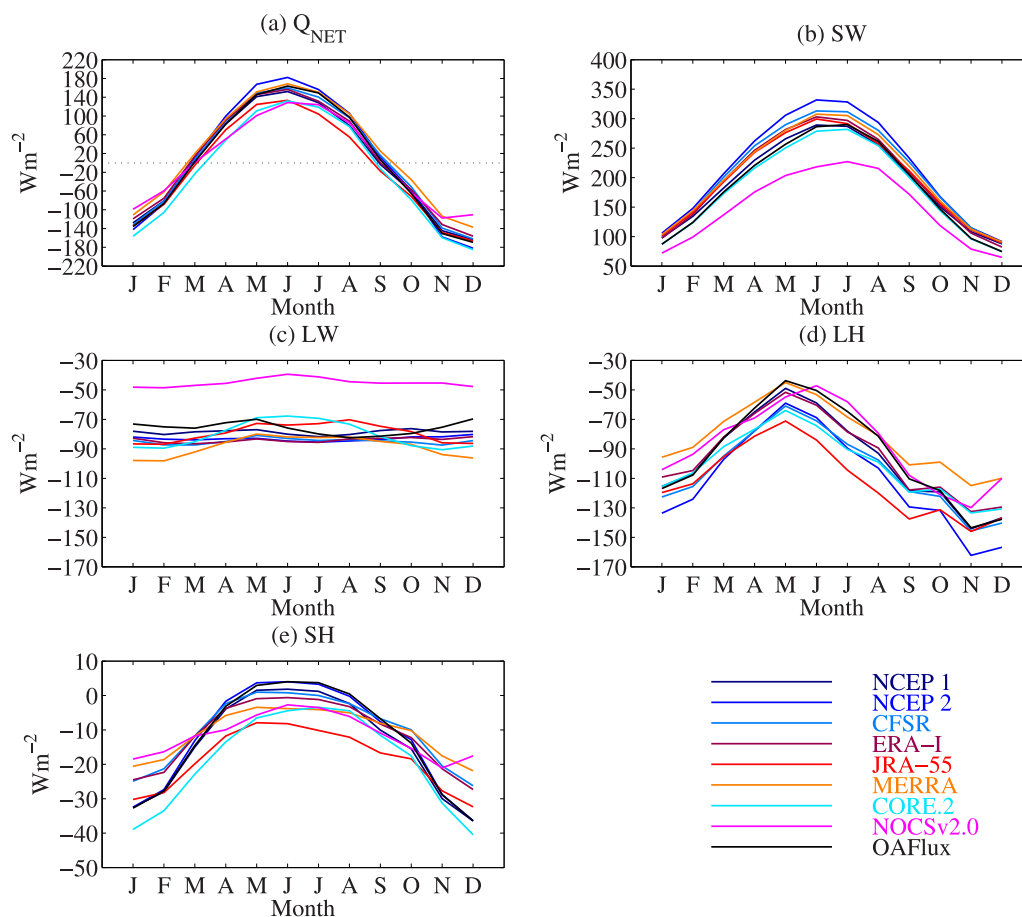 (a) Q_NET
220
180
140
100
60
20
−20
−60
−100
−140
−180
−220
Wm−2
J F M A M J J A S O N D
Month
(b) SW
400
350
300
250
200
150
100
50
Wm−2
J F M A M J J A S O N D
Month
(c) LW
−30
−50
−70
−90
−110
−130
−150
−170
Wm−2
J F M A M J J A S O N D
Month
(d) LH
−30
−50
−70
−90
−110
−130
−150
−170
Wm−2
J F M A M J J A S O N D
Month
(e) SH
10
0
−10
−20
−30
−40
−50
Wm−2
J F M A M J J A S O N D
Month
NCEP 1
NCEP 2
CFSR
ERA−I
JRA−55
MERRA
CORE.2
NOCSv2.0
OAFlux